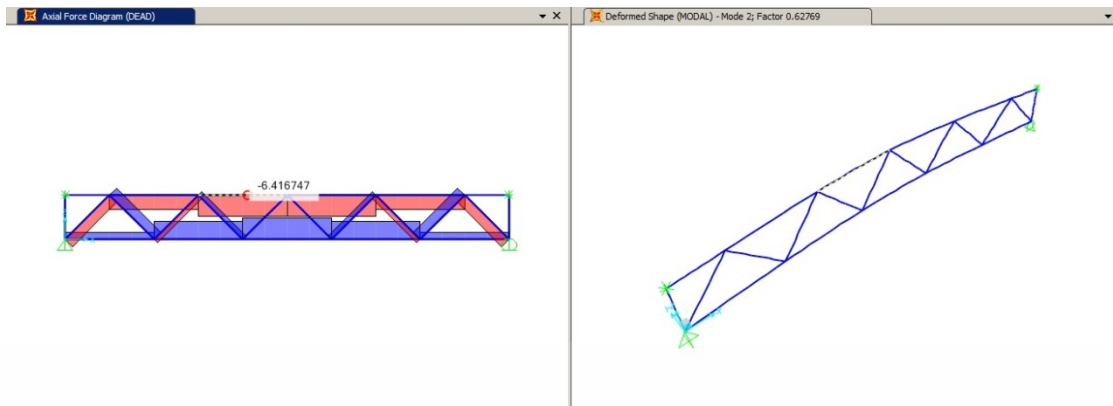 Axial Force Diagram (DEAD)
Deformed Shape (MODAL) - Mode 2; Factor 0.62769
-6.416747